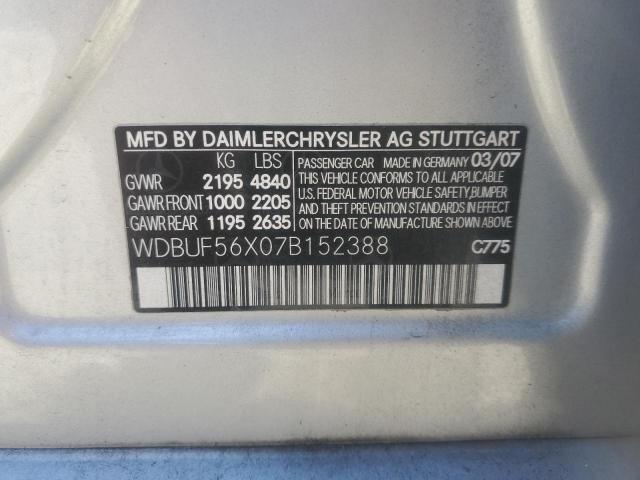 MFD BY DAIMLERCHRYSLER AG STUTTGART
KG LBS
GVWR 2195 4840
GAWR FRONT 1000 2205
GAWR REAR 1195 2635
PASSENGER CAR MADE IN GERMANY 03/07
THIS VEHICLE CONFORMS TO ALL APPLICABLE
U.S. FEDERAL MOTOR VEHICLE SAFETY, BUMPER
AND THEFT PREVENTION STANDARDS IN EFFECT
ON THE DATE OF MANUFACTURE SHOWN ABOVE.
WDBUF56X07B152388 C775